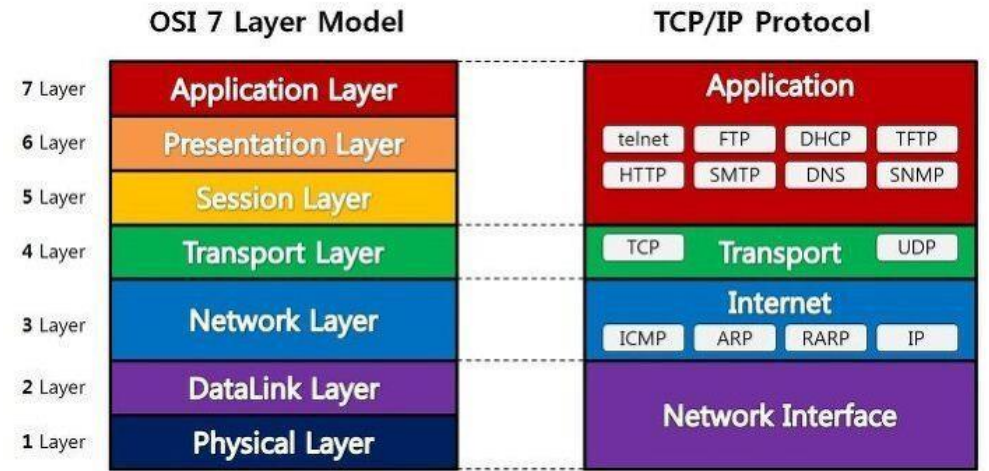 OSI 7 Layer Model
TCP/IP Protocol
7 Layer
Application Layer
6 Layer
Presentation Layer
5 Layer
Session Layer
4 Layer
Transport Layer
3 Layer
Network Layer
2 Layer
DataLink Layer
1 Layer
Physical Layer
Application
telnet FTP DHCP TFTP
HTTP SMTP DNS SNMP
TCP Transport UDP
Internet
ICMP ARP RARP IP
Network Interface